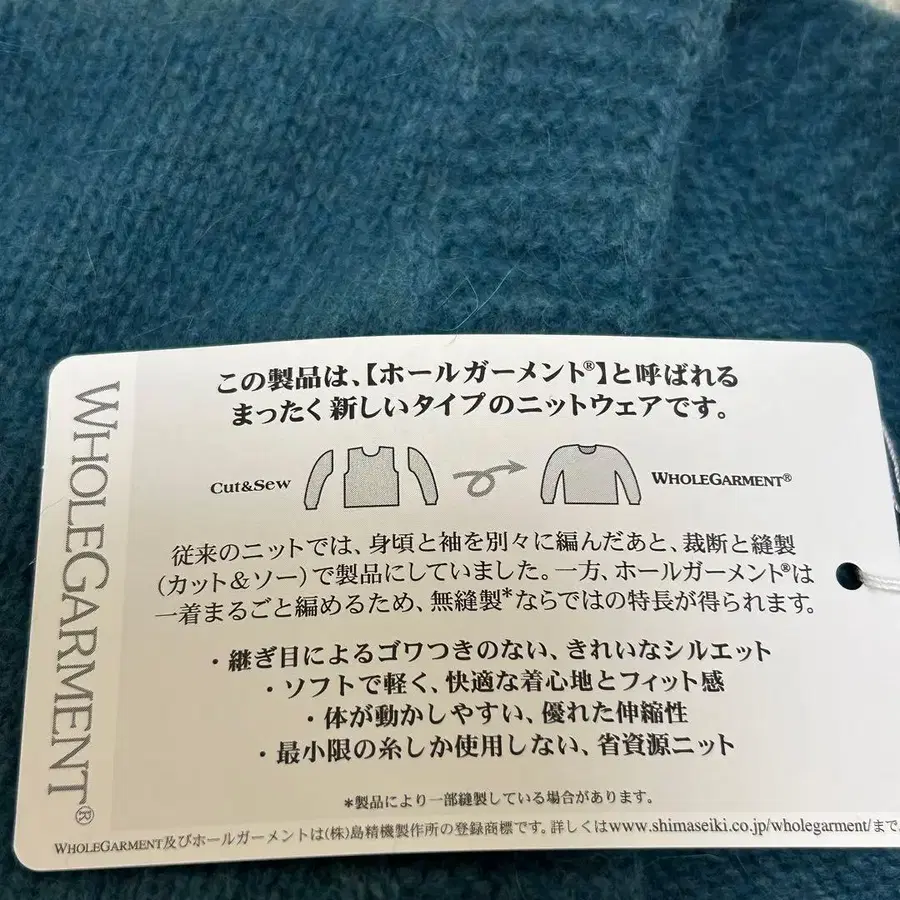 WHOLEGARMENT®
この製品は、【ホールガーメント®】と呼ばれる
まったく新しいタイプのニットウェアです。
Cut&Sew
WHOLEGARMENT®
従来のニットでは、身頃と袖を別々に編んだあと、裁断と縫製
（カット＆ソー）で製品にしていました。一方、ホールガーメント®は
一着まるごと編めるため、無縫製*ならではの特長が得られます。
・継ぎ目によるゴワつきのない、きれいなシルエット
・ソフトで軽く、快適な着心地とフィット感
・体が動かしやすい、優れた伸縮性
・最小限の糸しか使用しない、省資源ニット
*製品により一部縫製している場合があります。
WHOLEGARMENT及びホールガーメントは(株)島精機製作所の登録商標です。詳しくはwww.shimaseiki.co.jp/wholegarment/まで。